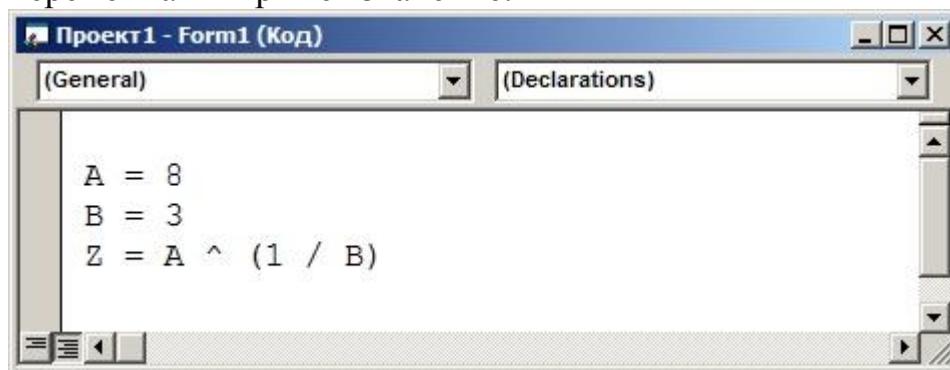 Проект1 - Form1 (Код)
(General) (Declarations)
A = 8
B = 3
Z = A ^ (1 / B)